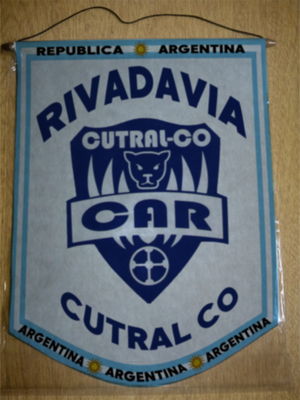 REPUBLICA ARGENTINA
RIVADAVIA
CUTRAL-CO
CAR
CUTRAL CO
ARGENTINA ARGENTINA ARGENTINA